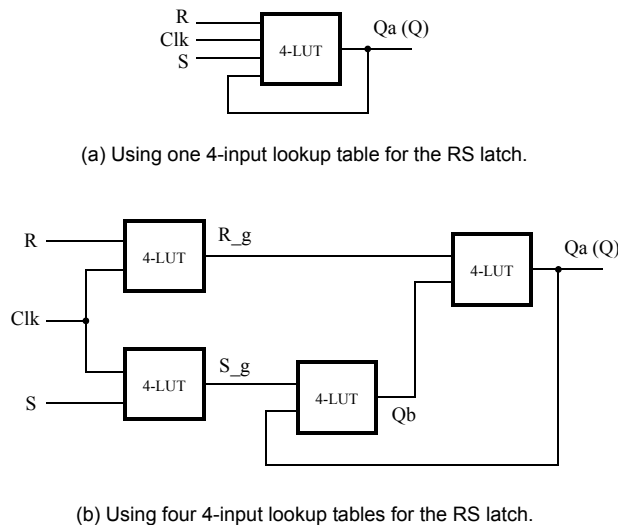 R
Clk
S
4-LUT
Qa (Q)
(a) Using one 4-input lookup table for the RS latch.
R
Clk
S
4-LUT
R_g
4-LUT
S_g
4-LUT
Qb
4-LUT
Qa (Q)
(b) Using four 4-input lookup tables for the RS latch.